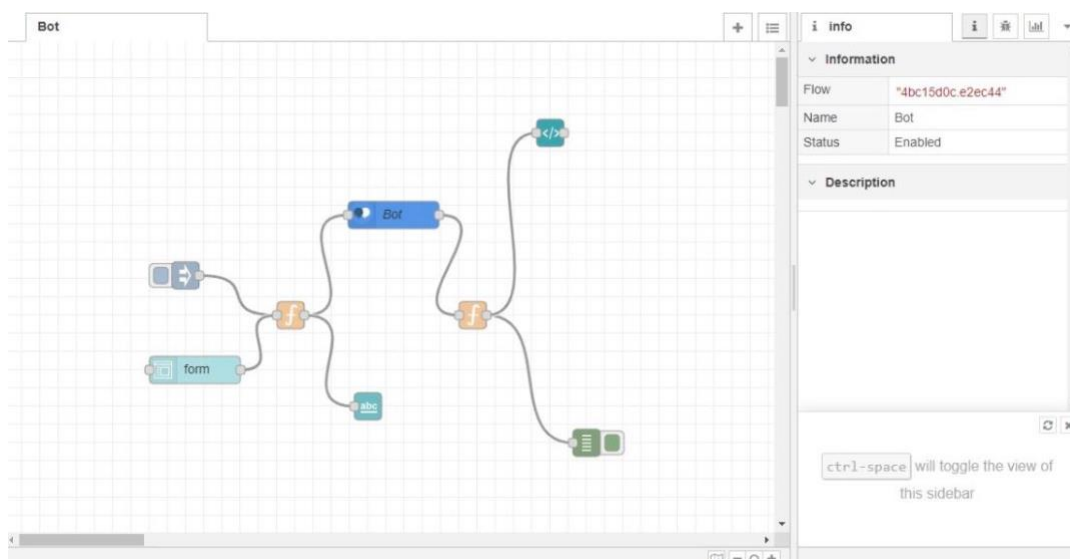 Bot
i info
i
Information
Flow "4bc15d0c.e2ec44"
Name Bot
Status Enabled
Description
</>
Bot
f
f
form
abc
ctrl-space will toggle the view of
this sidebar